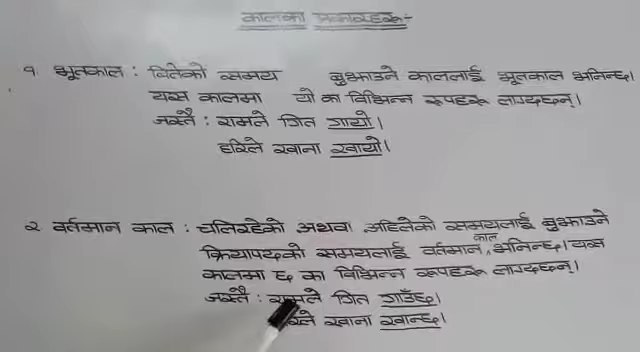 कालका प्रकारहरू:-
१. भूतकाल : बितेको समय बुझाउने काललाई भूतकाल भनिन्छ।
यस कालमा यो का विभिन्न रूपहरू लाग्दछन्।
जस्तै : रामले गित गायो।
हरिले खाना खायो।
२ वर्तमान काल : चलिरहेको अथवा अहिलेको समयलाई बुझाउने
क्रियापदको समयलाई वर्तमान काल भनिन्छ। यस
कालमा छ का विभिन्न रूपहरू लाग्दछन्।
जस्तै : रामले गित गाउँछ।
खाना खान्छ।